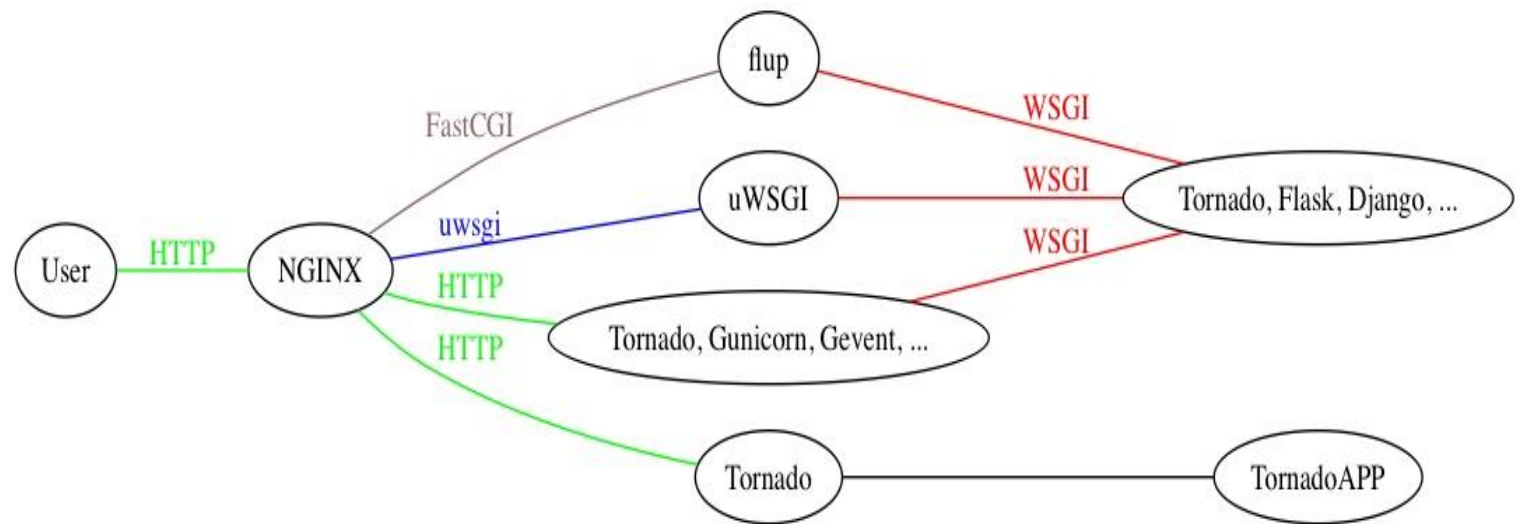 flup
FastCGI
WSGI
uWSGI
WSGI
Tornado, Flask, Django, ...
uwsgi
User
HTTP
NGINX
WSGI
HTTP
Tornado, Gunicorn, Gevent, ...
HTTP
Tornado
TornadoAPP